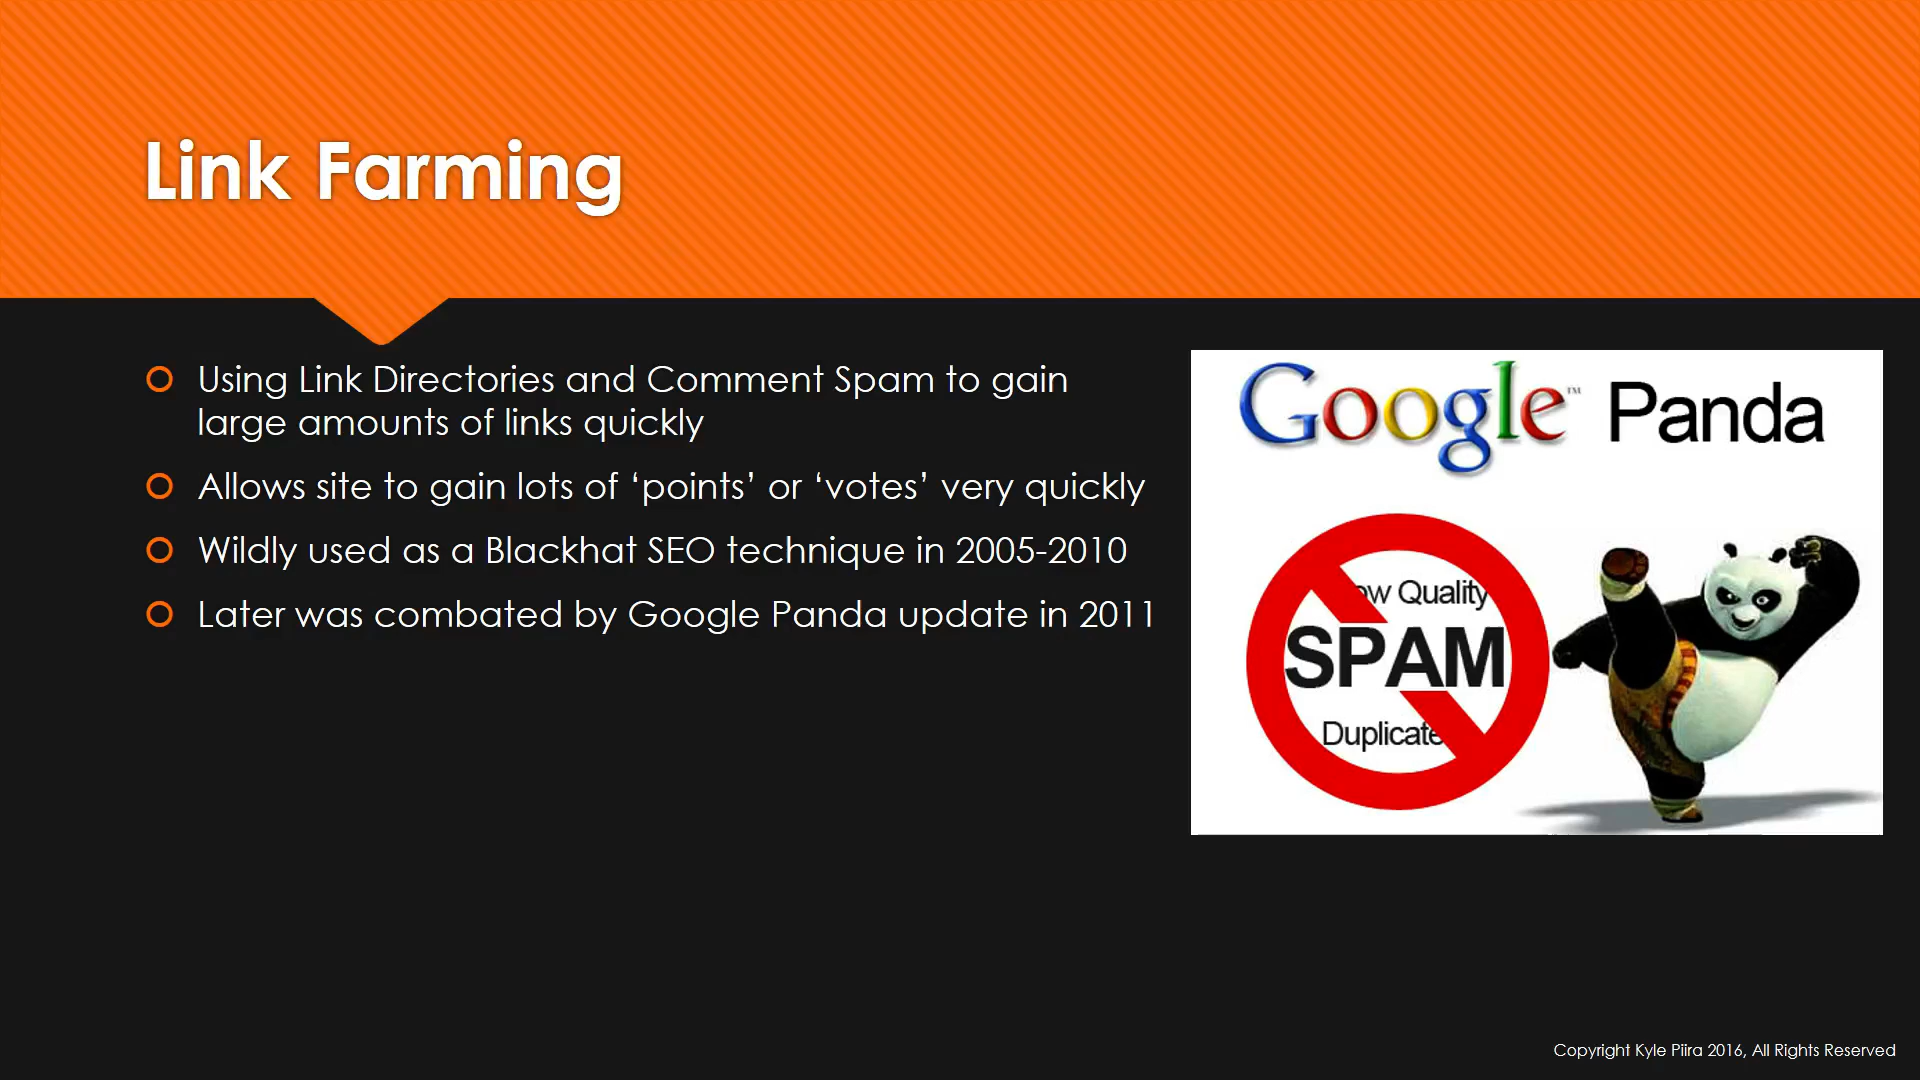 Link Farming
Using Link Directories and Comment Spam to gain
large amounts of links quickly
Allows site to gain lots of ‘points’ or ‘votes’ very quickly
Wildly used as a Blackhat SEO technique in 2005-2010
Later was combated by Google Panda update in 2011
Google™ Panda
ow Quality
SPAM
Duplicate
Copyright Kyle Piira 2016, All Rights Reserved